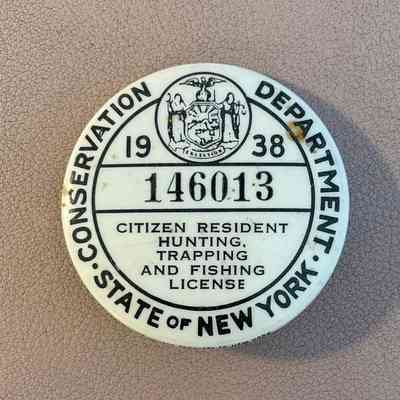 CONSERVATION DEPARTMENT
19 38
146013
CITIZEN RESIDENT
HUNTING,
TRAPPING
AND FISHING
LICENSE
· STATE OF NEW YORK ·